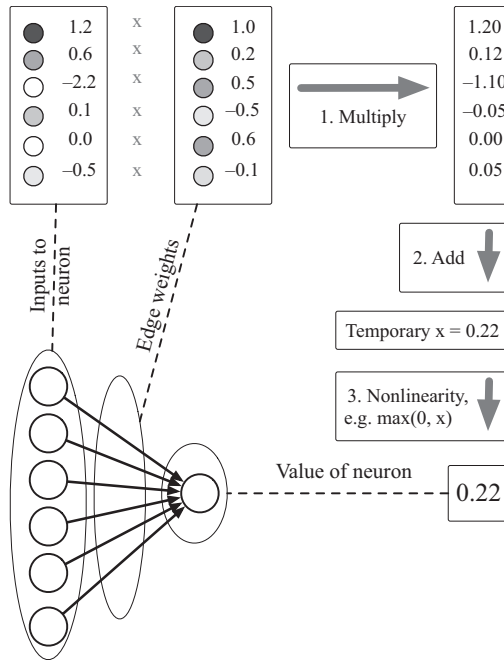 1.2 x 1.0 1.20
0.6 x 0.2 0.12
–2.2 x 0.5 –1.10
0.1 x –0.5 –0.05
0.0 x 0.6 0.00
–0.5 x –0.1 0.05
1. Multiply
Inputs to
neuron
Edge weights
2. Add
Temporary x = 0.22
3. Nonlinearity,
e.g. max(0, x)
Value of neuron
0.22